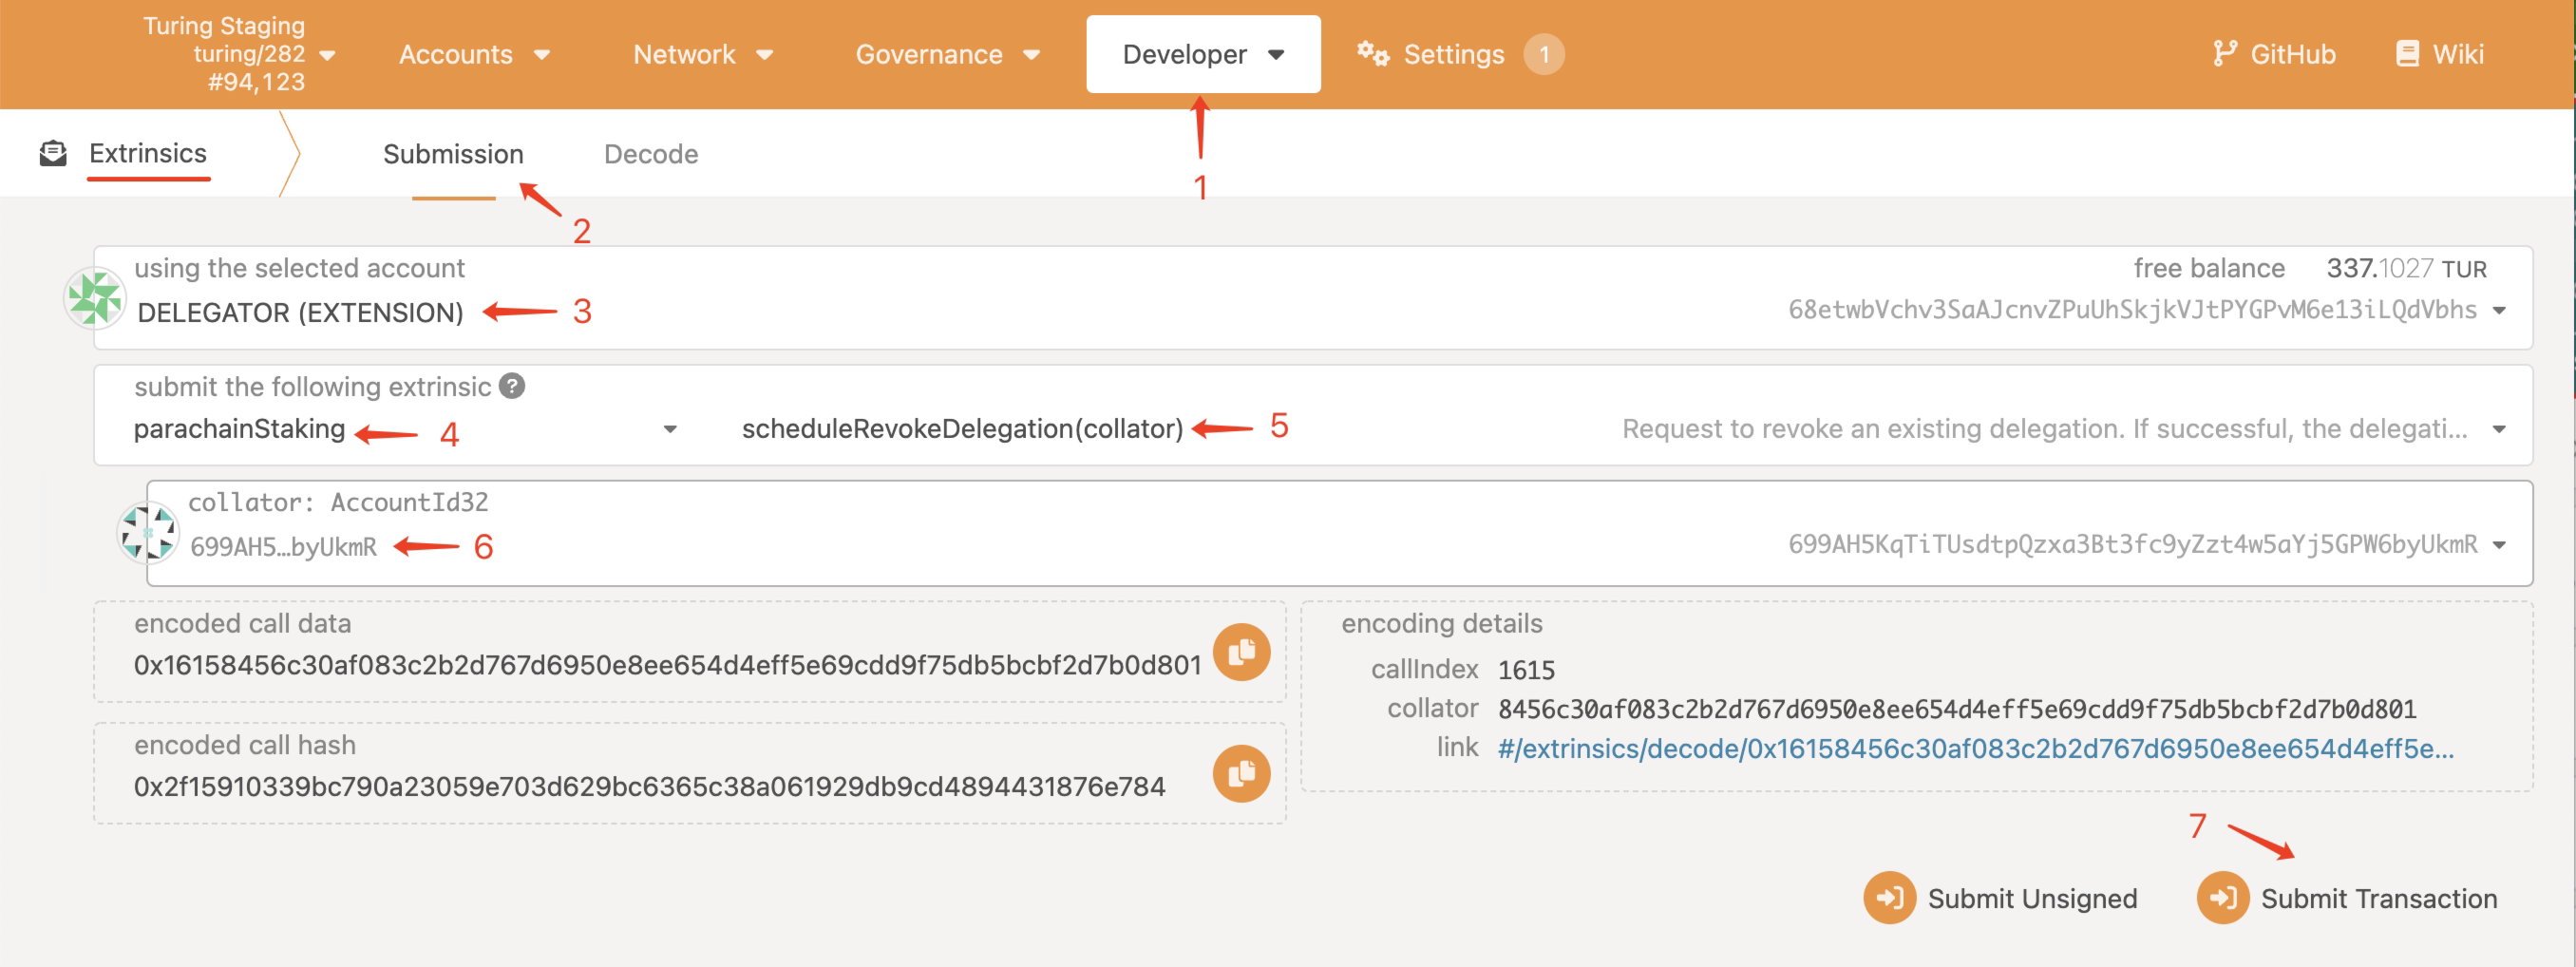 Turing Staging
turing/282
#94,123
Accounts
Network
Governance
Developer
Settings
1
GitHub
Wiki
Extrinsics
Submission
Decode
1
2
using the selected account
free balance 337.1027 TUR
DELEGATOR (EXTENSION)
3
68etwbVchv3SaAJcnvZPuUhSkjkVJtPYGPvM6e13iLQdVbhs
submit the following extrinsic ?
parachainStaking
4
scheduleRevokeDelegation(collator)
5
Request to revoke an existing delegation. If successful, the delegati...
collator: AccountId32
699AH5…byUkmR
6
699AH5KqTiTUsdtpQzxa3Bt3fc9yZzt4w5aYj5GPW6byUkmR
encoded call data
0x16158456c30af083c2b2d767d6950e8ee654d4eff5e69cdd9f75db5bcbf2d7b0d801
encoding details
callIndex 1615
collator 8456c30af083c2b2d767d6950e8ee654d4eff5e69cdd9f75db5bcbf2d7b0d801
link #/extrinsics/decode/0x16158456c30af083c2b2d767d6950e8ee654d4eff5e...
encoded call hash
0x2f15910339bc790a23059e703d629bc6365c38a061929db9cd4894431876e784
7
Submit Unsigned
Submit Transaction